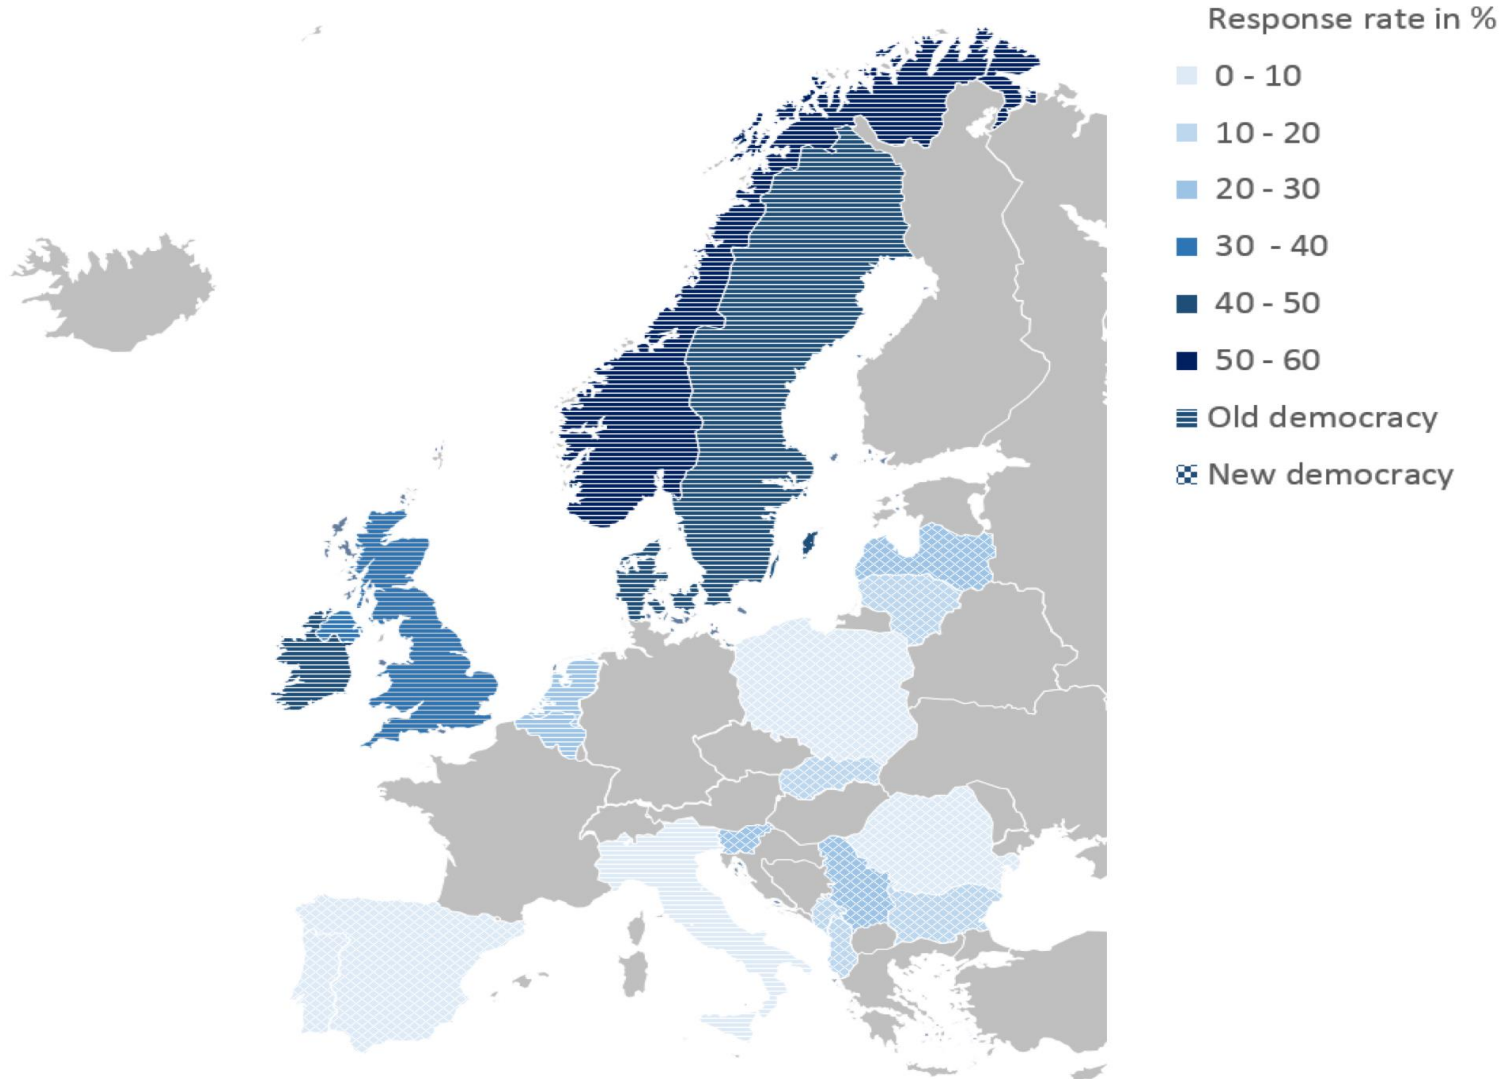 Response rate in %
0 - 10
10 - 20
20 - 30
30 - 40
40 - 50
50 - 60
Old democracy
New democracy